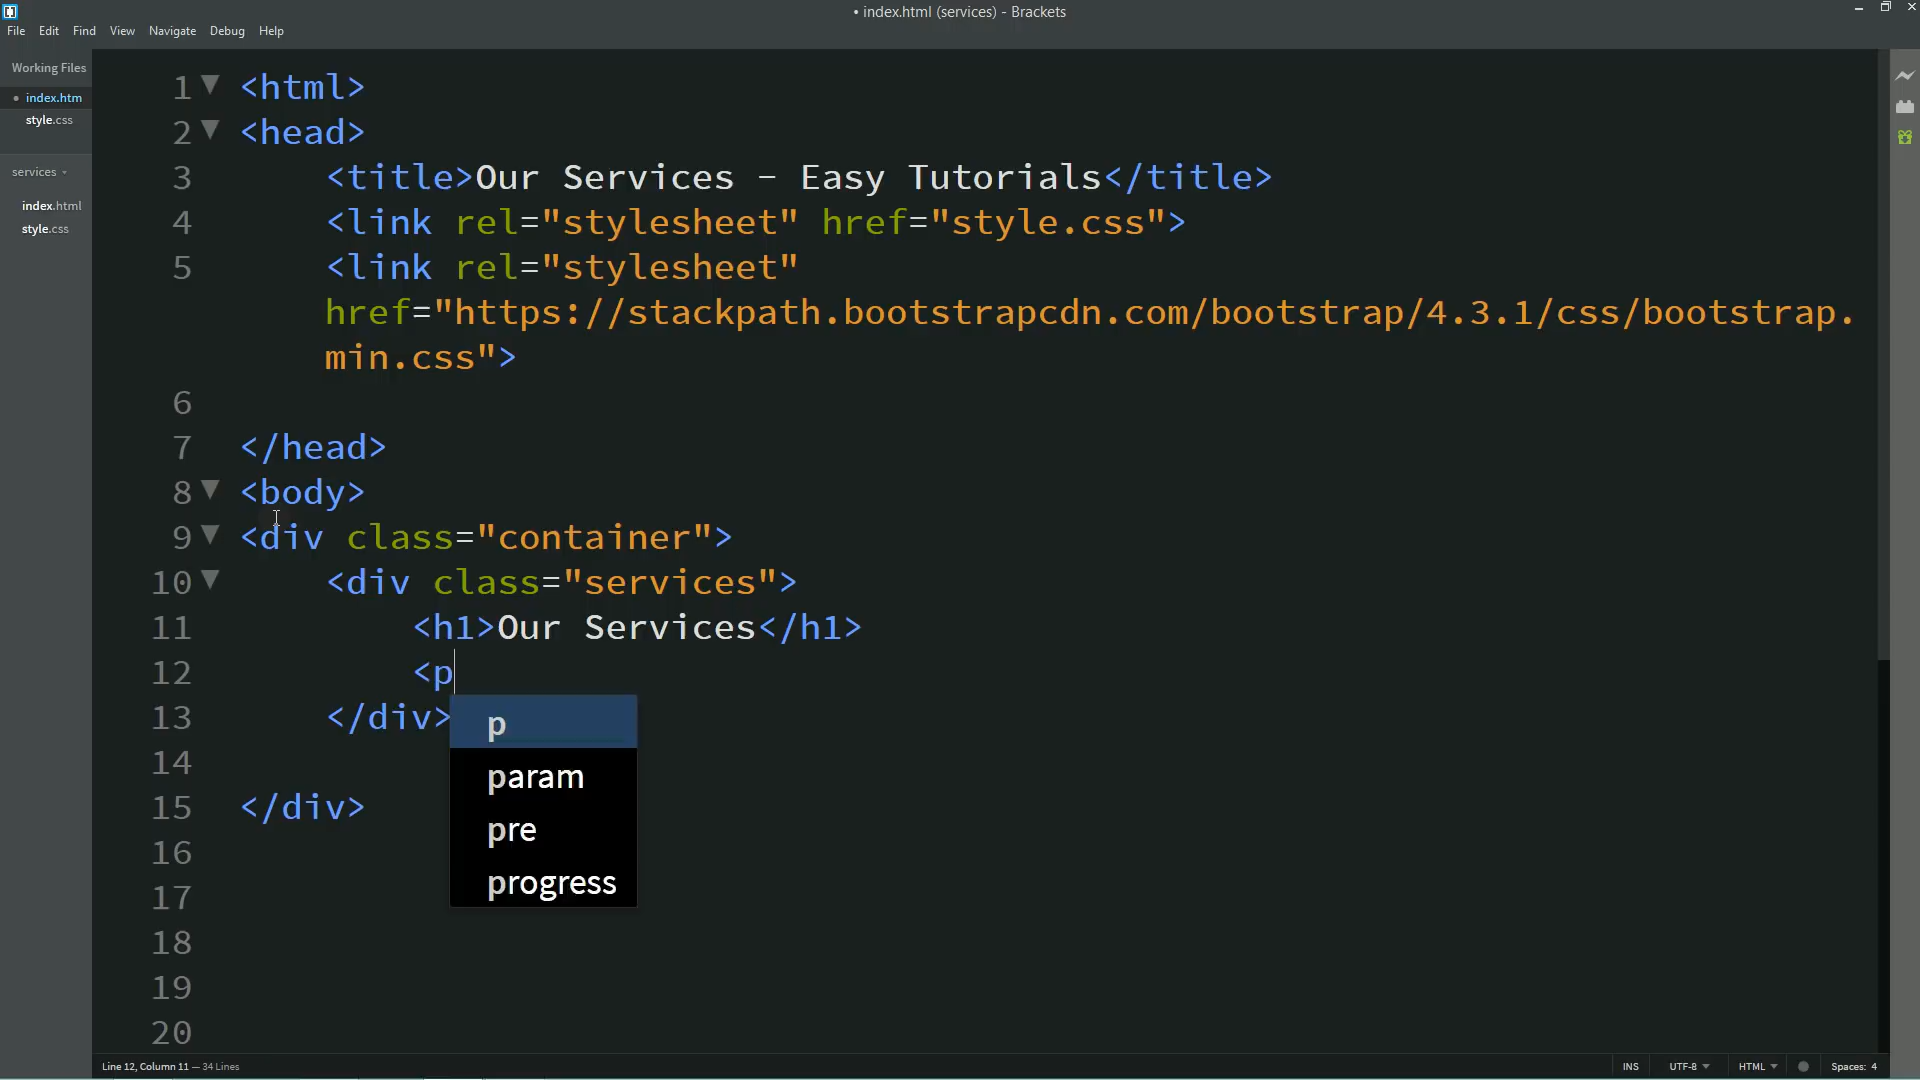 • index.html (services) - Brackets
File Edit Find View Navigate Debug Help
Working Files
• index.htm
style.css
services
index.html
style.css
1 <html>
2 <head>
3 <title>Our Services - Easy Tutorials</title>
4 <link rel="stylesheet" href="style.css">
5 <link rel="stylesheet"
href="https://stackpath.bootstrapcdn.com/bootstrap/4.3.1/css/bootstrap.
min.css">
6
7 </head>
8 <body>
9 <div class="container">
10 <div class="services">
11 <h1>Our Services</h1>
12 <p
13 </div>
p
14
param
15 </div>
pre
16
progress
17
18
19
20
Line 12, Column 11 — 34 Lines
INS UTF-8 HTML Spaces: 4